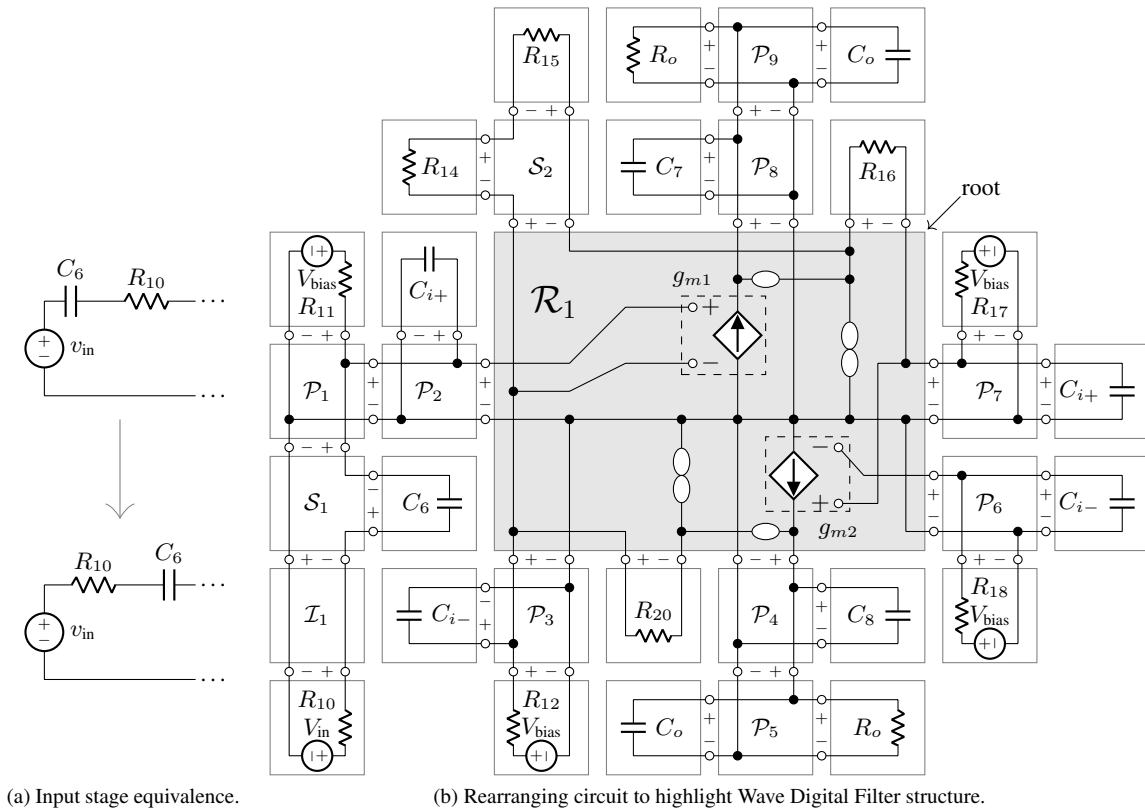 R15
− +
Ro
+
−
P9
+
−
Co
− +
+ −
R14
+
−
S2
C7
+
−
P8
R16
root
− +
+ −
− +
C6
R10
...
vin
+
−
− +
Vbias
R11
Ci+
− +
− +
R1
gm1
+
−
+ −
Vbias
R17
+ −
P1
+
−
P2
+
−
+
−
P7
+
−
Ci+
− +
S1
−
+
C6
−
+
gm2
+
−
P6
+
−
Ci−
− +
+ −
− +
− +
+ −
R10
C6
...
vin
+
−
...
I1
Ci−
−
+
P3
R20
P4
+
−
C8
R18
Vbias
+ −
− +
+ −
− +
R10
Vin
− +
R12
Vbias
+ −
Co
+
−
P5
+
−
Ro
(a) Input stage equivalence.
(b) Rearranging circuit to highlight Wave Digital Filter structure.